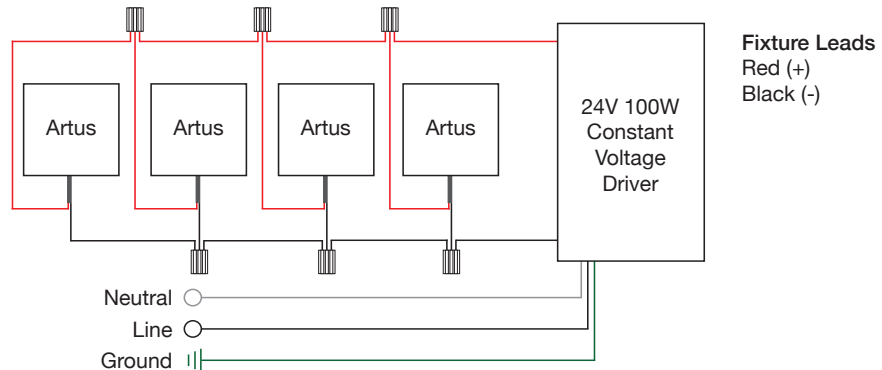 Artus
Artus
Artus
Artus
24V 100W
Constant
Voltage
Driver
Fixture Leads
Red (+)
Black (-)
Neutral
Line
Ground